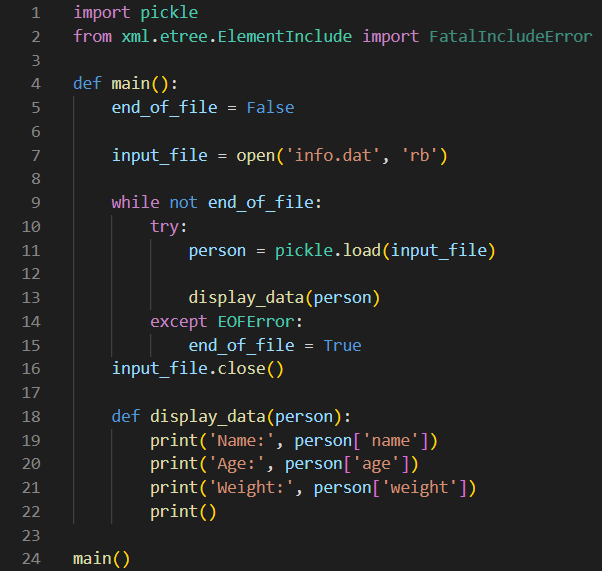 1 import pickle
2 from xml.etree.ElementInclude import FatalIncludeError
3
4 def main():
5     end_of_file = False
6
7     input_file = open('info.dat', 'rb')
8
9     while not end_of_file:
10         try:
11             person = pickle.load(input_file)
12
13             display_data(person)
14         except EOFError:
15             end_of_file = True
16     input_file.close()
17
18     def display_data(person):
19         print('Name:', person['name'])
20         print('Age:', person['age'])
21         print('Weight:', person['weight'])
22         print()
23
24 main()